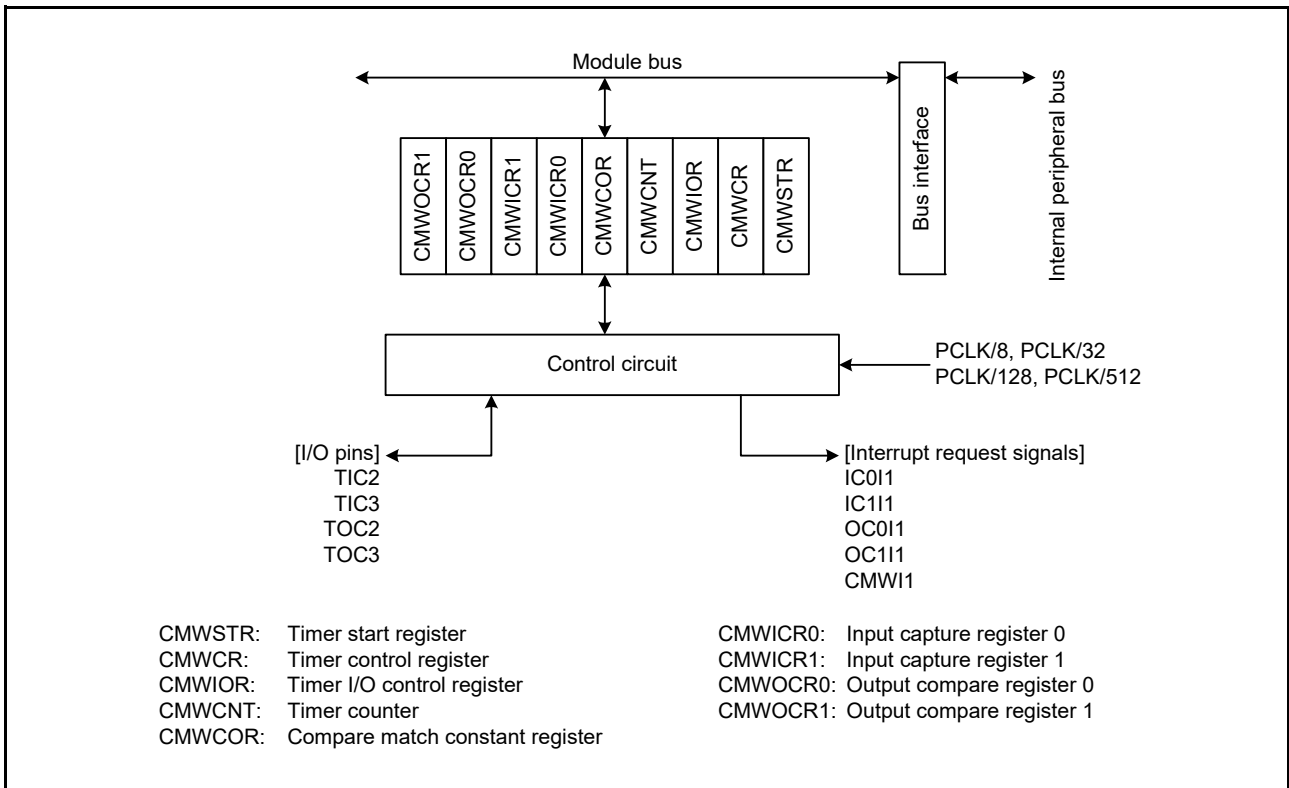 Module bus
CMWOCR1
CMWOCR0
CMWICR1
CMWICR0
CMWCOR
CMWCNT
CMWIOR
CMWCR
CMWSTR
Bus interface
Internal peripheral bus
Control circuit
PCLK/8, PCLK/32
PCLK/128, PCLK/512
[I/O pins]
TIC2
TIC3
TOC2
TOC3
[Interrupt request signals]
IC0I1
IC1I1
OC0I1
OC1I1
CMWI1
CMWSTR: Timer start register
CMWCR: Timer control register
CMWIOR: Timer I/O control register
CMWCNT: Timer counter
CMWCOR: Compare match constant register
CMWICR0: Input capture register 0
CMWICR1: Input capture register 1
CMWOCR0: Output compare register 0
CMWOCR1: Output compare register 1